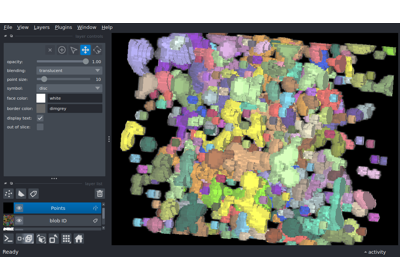 File View Layers Plugins Window Help
opacity: 1.00
blending: translucent
point size: 10
symbol: disc
face color: white
border color: dimgrey
display text: ✓
out of slice:
Points
blob ID
Ready
activity